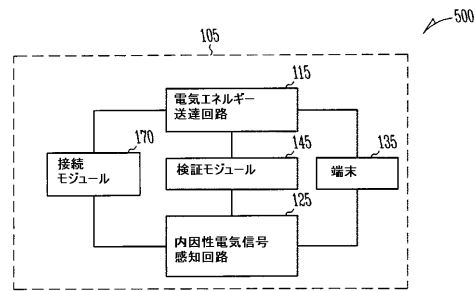 500
105
115
電気エネルギー
送達回路
170
接続
モジュール
145
検証モジュール
135
端末
125
内因性電気信号
感知回路